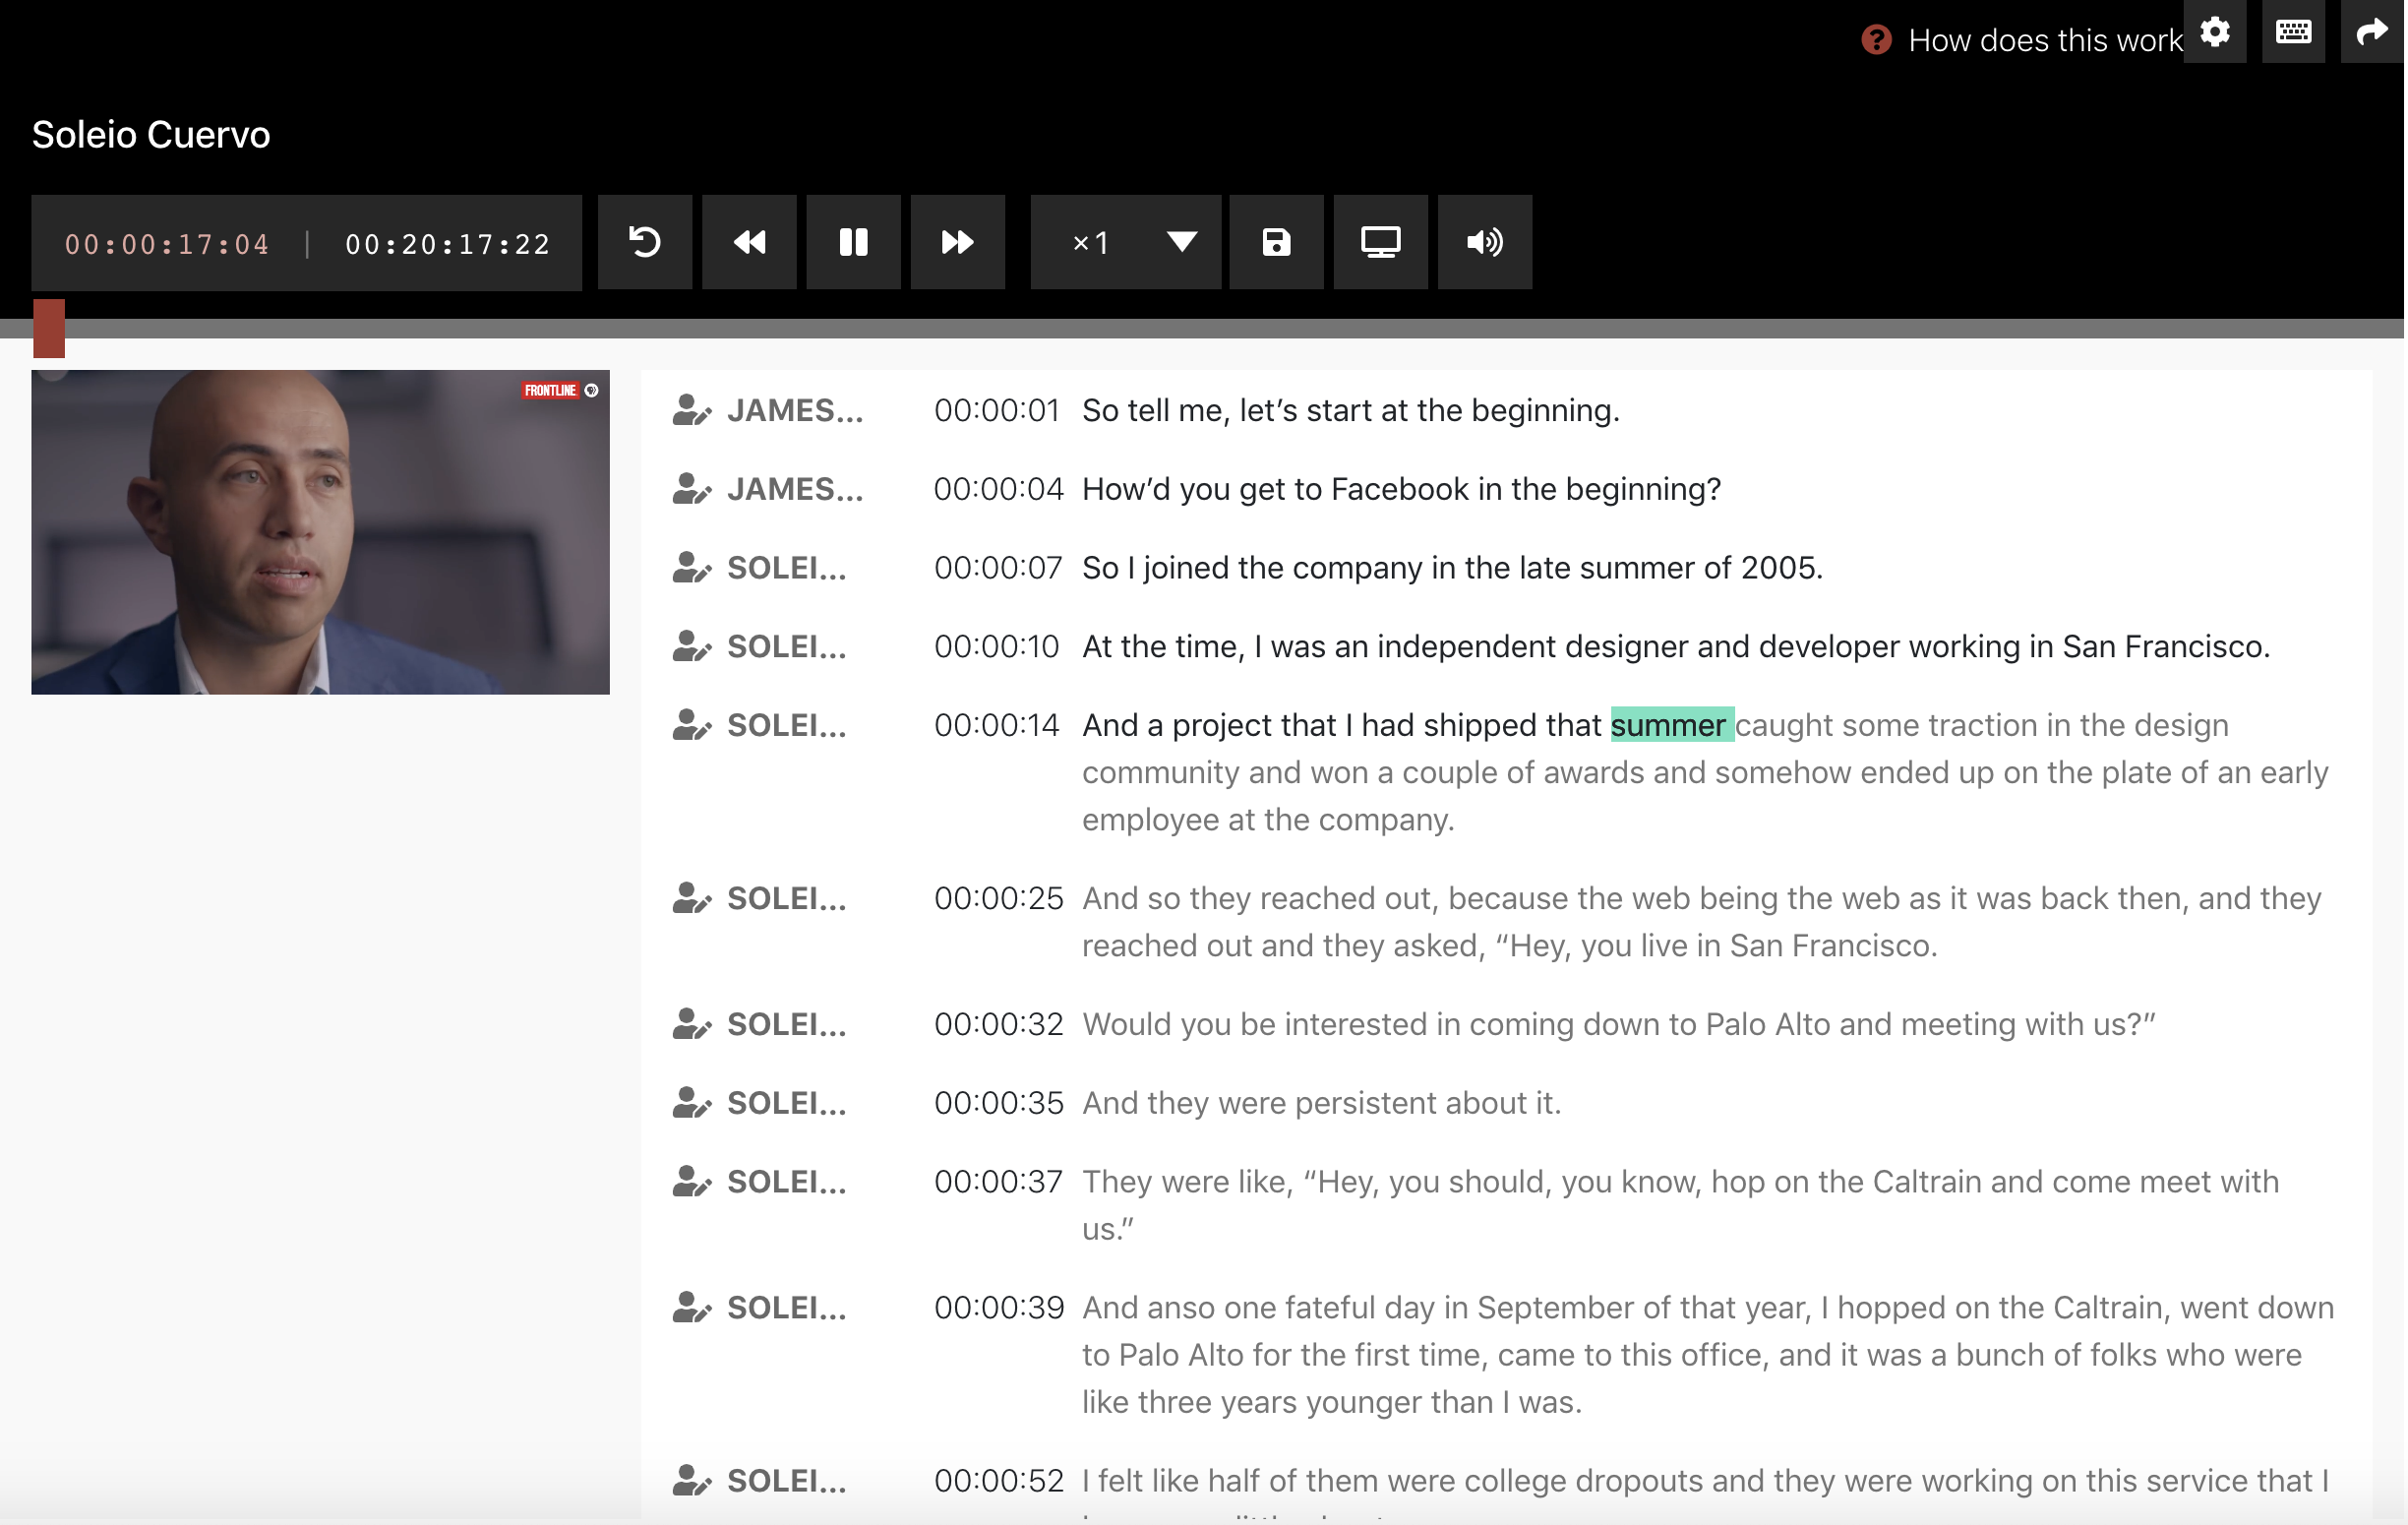 How does this work
Soleio Cuervo
00:00:17:04 | 00:20:17:22
×1
FRONTLINE
JAMES... 00:00:01 So tell me, let’s start at the beginning.
JAMES... 00:00:04 How’d you get to Facebook in the beginning?
SOLEI... 00:00:07 So I joined the company in the late summer of 2005.
SOLEI... 00:00:10 At the time, I was an independent designer and developer working in San Francisco.
SOLEI... 00:00:14 And a project that I had shipped that summer caught some traction in the design
community and won a couple of awards and somehow ended up on the plate of an early
employee at the company.
SOLEI... 00:00:25 And so they reached out, because the web being the web as it was back then, and they
reached out and they asked, “Hey, you live in San Francisco.
SOLEI... 00:00:32 Would you be interested in coming down to Palo Alto and meeting with us?”
SOLEI... 00:00:35 And they were persistent about it.
SOLEI... 00:00:37 They were like, “Hey, you should, you know, hop on the Caltrain and come meet with
us.”
SOLEI... 00:00:39 And anso one fateful day in September of that year, I hopped on the Caltrain, went down
to Palo Alto for the first time, came to this office, and it was a bunch of folks who were
like three years younger than I was.
SOLEI... 00:00:52 I felt like half of them were college dropouts and they were working on this service that I